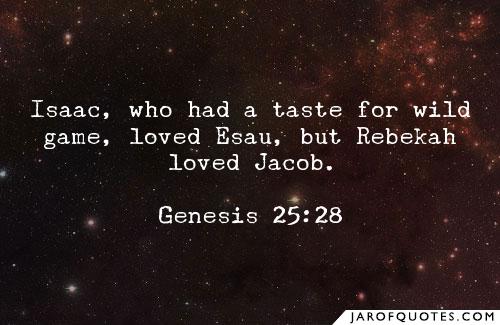 Isaac, who had a taste for wild
game, loved Esau, but Rebekah
loved Jacob.
Genesis 25:28
JAROFQUOTES.COM